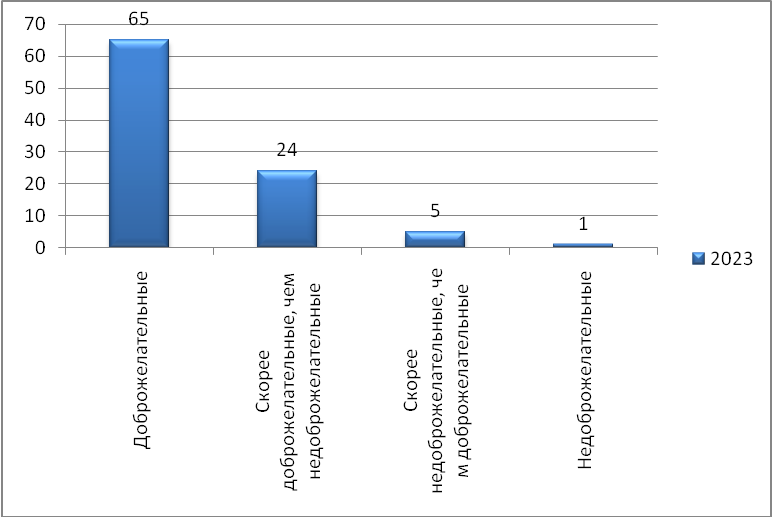 70
60
50
40
30
20
10
0
65
24
5
1
Доброжелательные
Скорее
доброжелательные, чем
недоброжелательные
Скорее
недоброжелательные, че
м доброжелательные
Недоброжелательные
2023